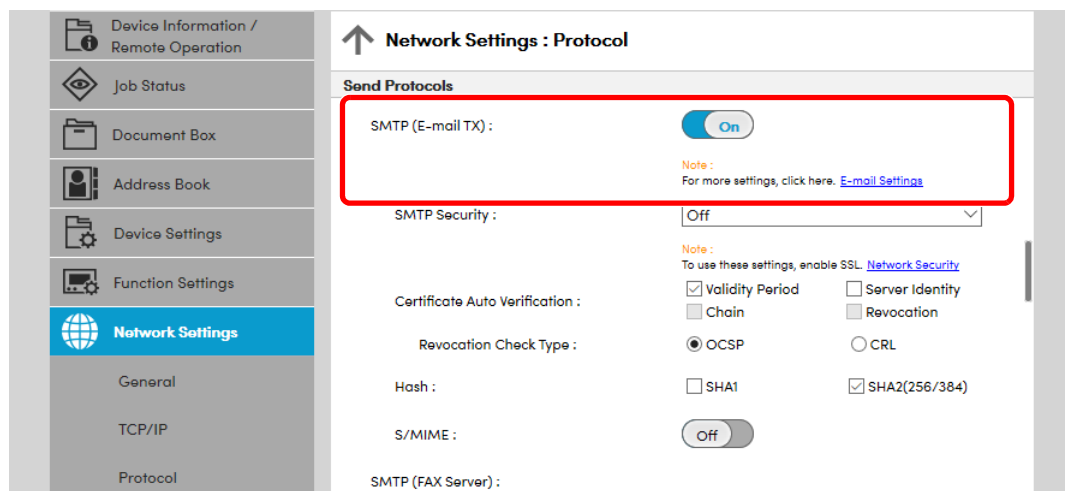 Device Information /
Remote Operation
Job Status
Document Box
Address Book
Device Settings
Function Settings
Network Settings
General
TCP/IP
Protocol
Network Settings : Protocol
Send Protocols
SMTP (E-mail TX) :
On
Note :
For more settings, click here. E-mail Settings
SMTP Security :
Off
Note :
To use these settings, enable SSL. Network Security
Certificate Auto Verification :
Validity Period
Server Identity
Chain
Revocation
Revocation Check Type :
OCSP
CRL
Hash :
SHA1
SHA2(256/384)
S/MIME :
Off
SMTP (FAX Server) :